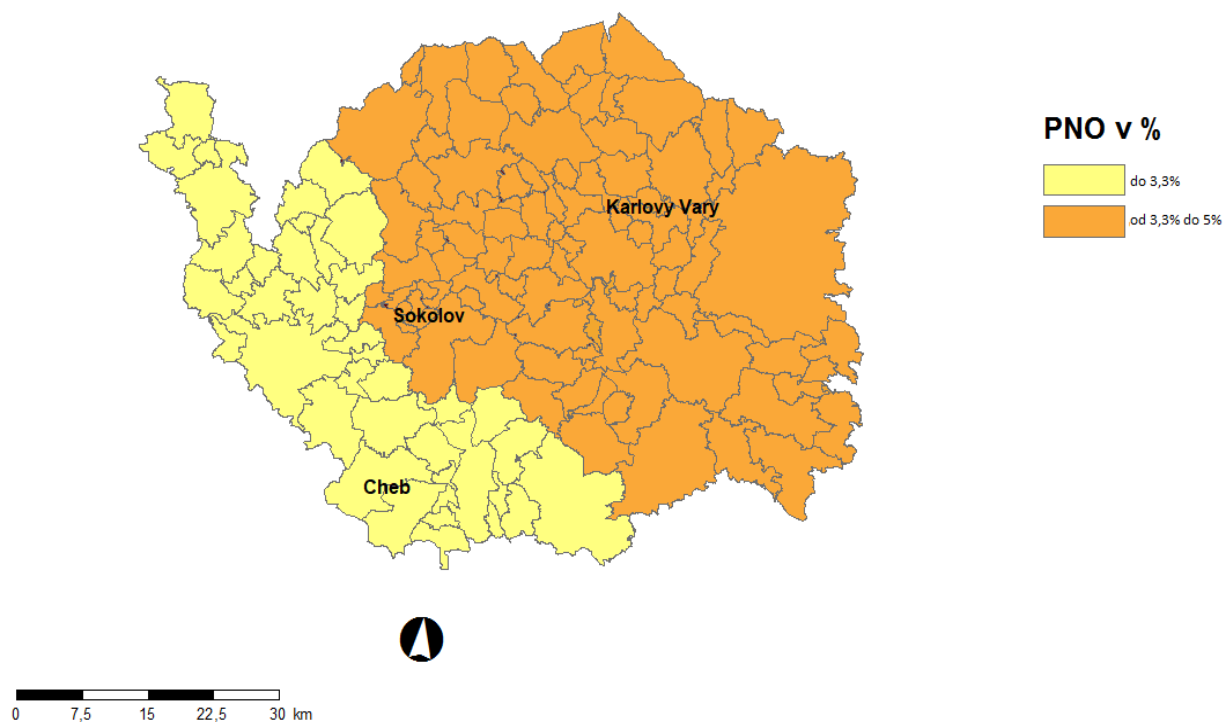 PNO v %
do 3,3%
od 3,3% do 5%
Karlovy Vary
Sokolov
Cheb
0 7,5 15 22,5 30 km